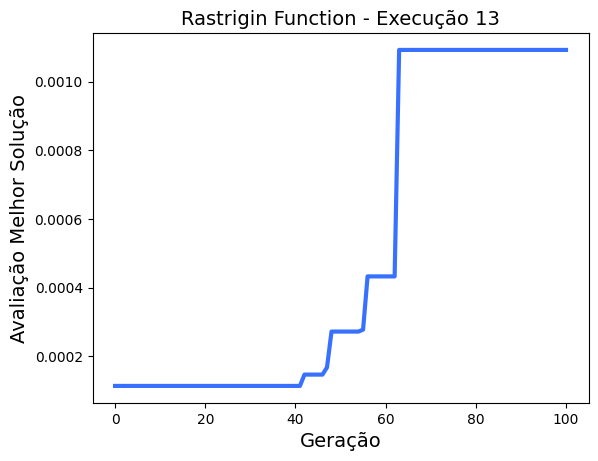 Rastrigin Function - Execução 13
Avaliação Melhor Solução
0.0010
0.0008
0.0006
0.0004
0.0002
0 20 40 60 80 100
Geração